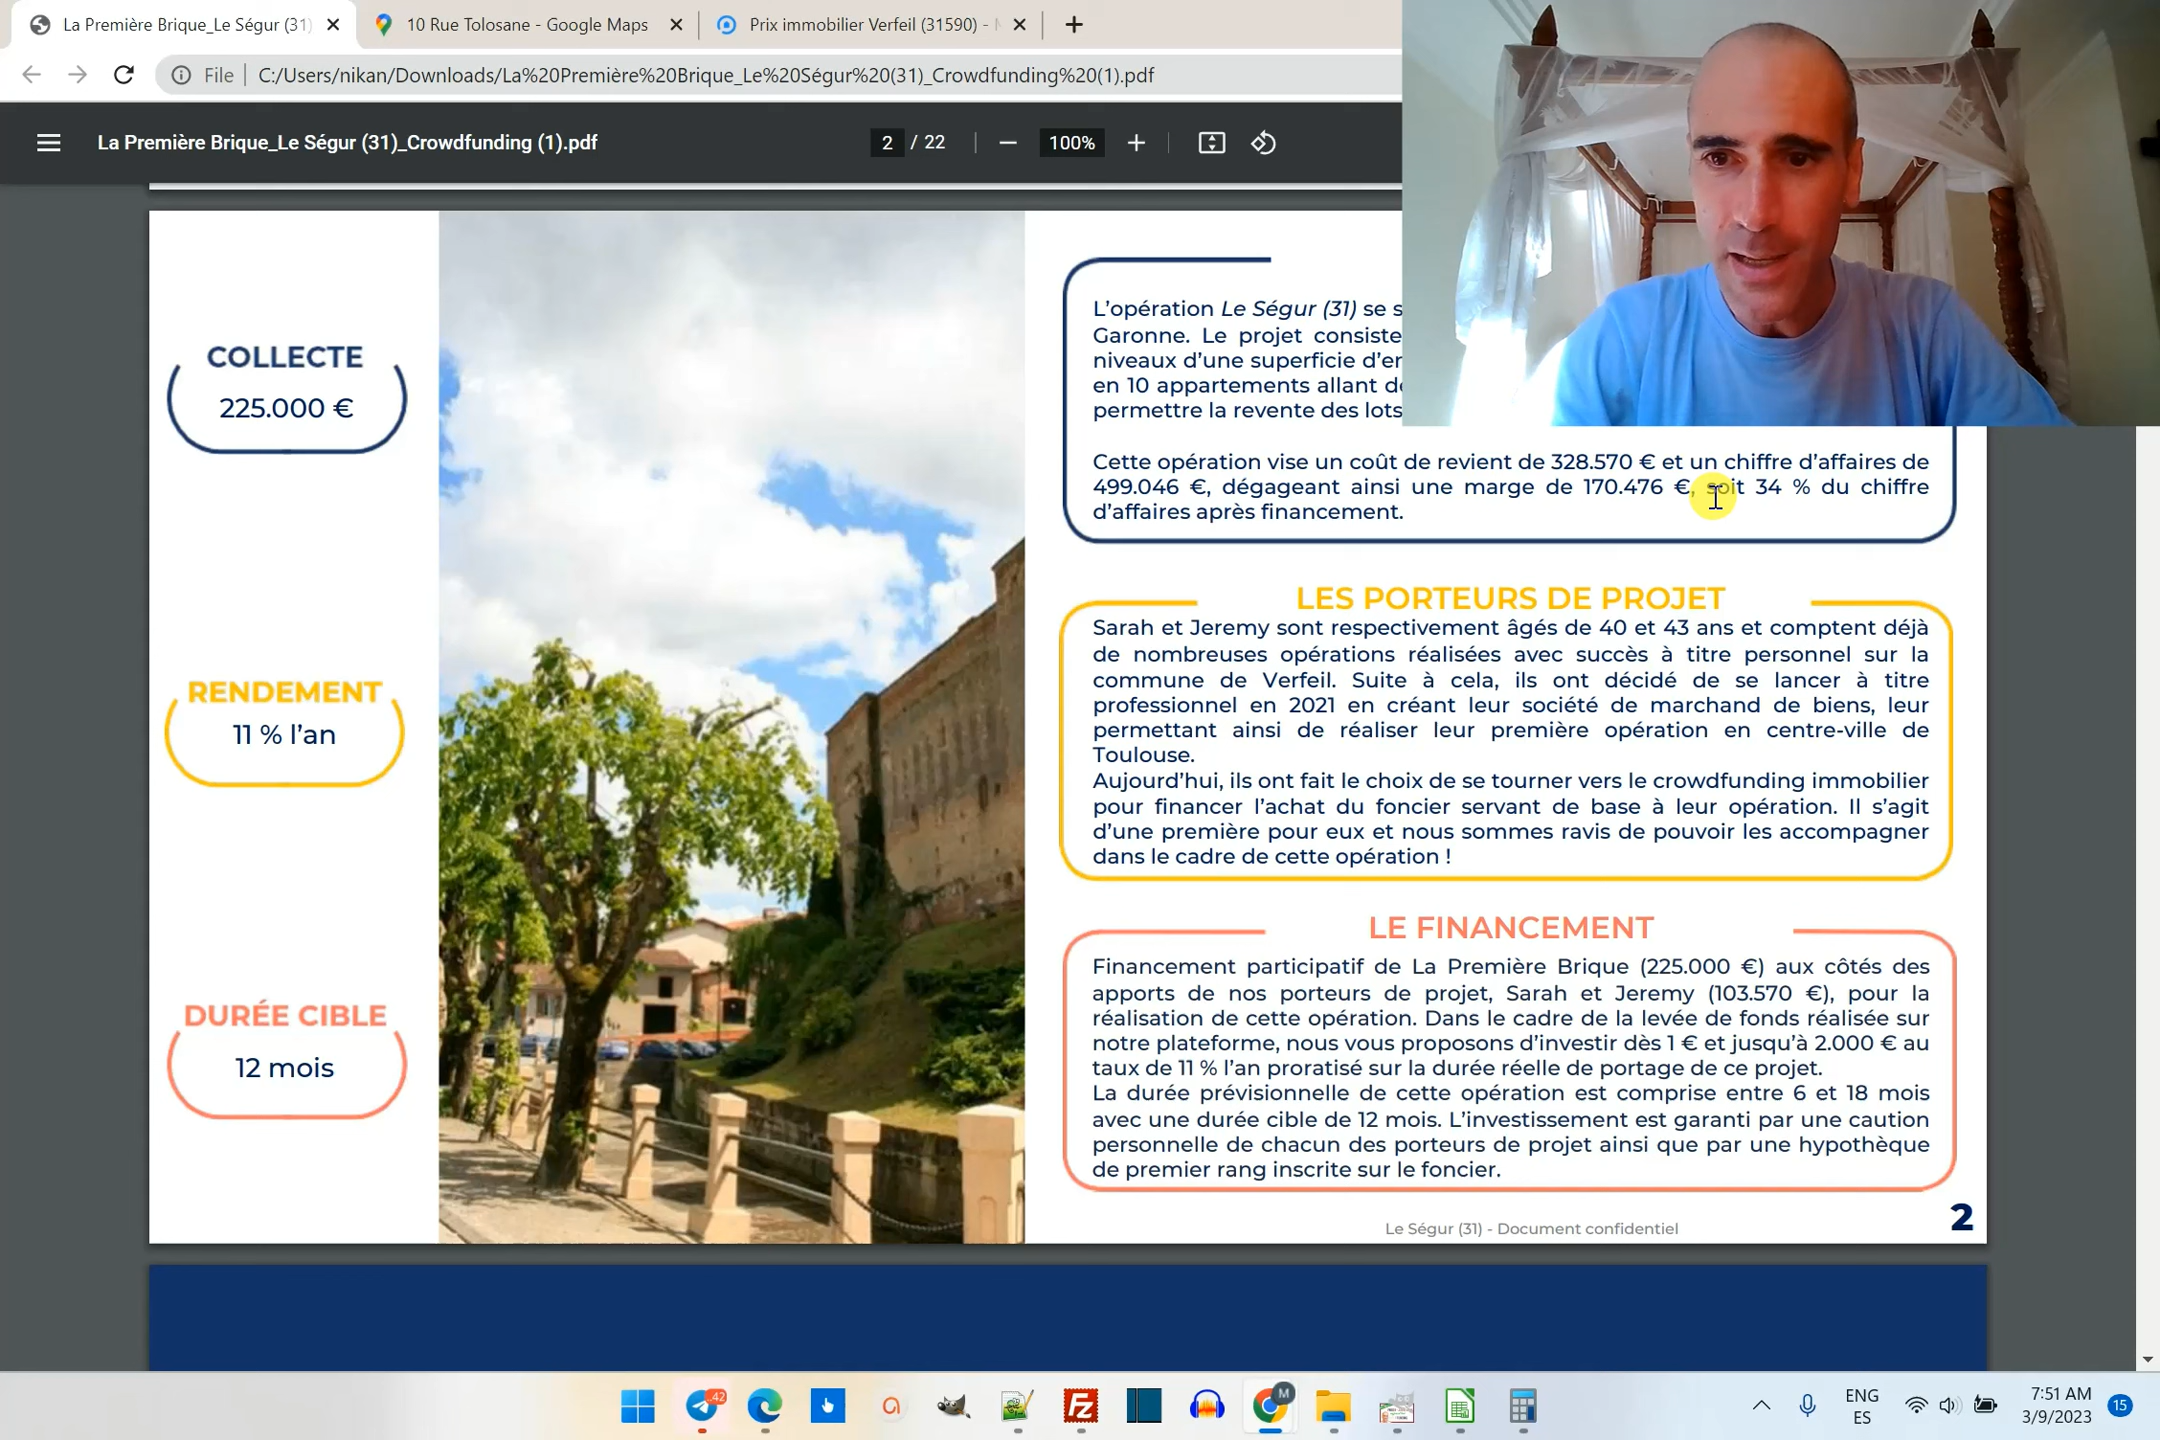 La Première Brique_Le Ségur (31)
10 Rue Tolosane - Google Maps
Prix immobilier Verfeil (31590) -
File
C:/Users/nikan/Downloads/La%20Première%20Brique_Le%20Ségur%20(31)_Crowdfunding%20(1).pdf
La Première Brique_Le Ségur (31)_Crowdfunding (1).pdf
2 / 22
100%
COLLECTE
225.000 €
RENDEMENT
11 % l'an
DURÉE CIBLE
12 mois
L'opération Le Ségur (31) se
Garonne. Le projet consiste
niveaux d'une superficie
en 10 appartements allant
permettre la revente des lots
Cette opération vise un coût de revient de 328.570 € et un chiffre d'affaires de
499.046 €, dégageant ainsi une marge de 170.476 €, soit 34 % du chiffre
d'affaires après financement.
LES PORTEURS DE PROJET
Sarah et Jeremy sont respectivement âgés de 40 et 43 ans et comptent déjà
de nombreuses opérations réalisées avec succès à titre personnel sur la
commune de Verfeil. Suite à cela, ils ont décidé de se lancer à titre
professionnel en 2021 en créant leur société de marchand de biens, leur
permettant ainsi de réaliser leur première opération en centre-ville de
Toulouse.
Aujourd'hui, ils ont fait le choix de se tourner vers le crowdfunding immobilier
pour financer l'achat du foncier servant de base à leur opération. Il s'agit
d'une première pour eux et nous sommes ravis de pouvoir les accompagner
dans le cadre de cette opération !
LE FINANCEMENT
Financement participatif de La Première Brique (225.000 €) aux côtés des
apports de nos porteurs de projet, Sarah et Jeremy (103.570 €), pour la
réalisation de cette opération. Dans le cadre de la levée de fonds réalisée sur
notre plateforme, nous vous proposons d'investir dès 1 € et jusqu'à 2.000 € au
taux de 11 % l'an proratisé sur la durée réelle de portage de ce projet.
La durée prévisionnelle de cette opération est comprise entre 6 et 18 mois
avec une durée cible de 12 mois. L'investissement est garanti par une caution
personnelle de chacun des porteurs de projet ainsi que par une hypothèque
de premier rang inscrite sur le foncier.
Le Ségur (31) - Document confidentiel
2
42
a
Fz
M
ENG
ES
7:51 AM
3/9/2023
15